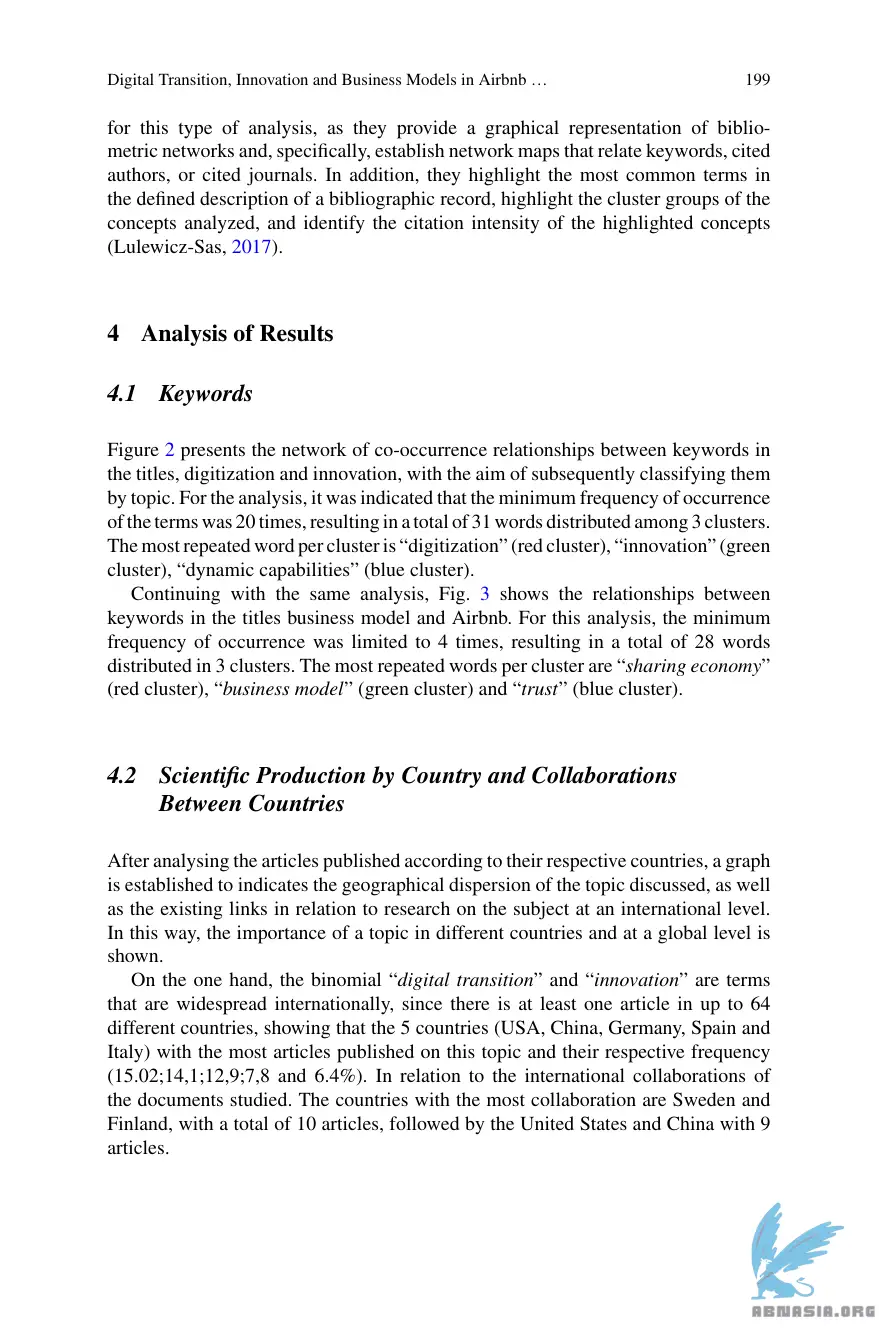 Digital Transition, Innovation and Business Models in Airbnb … 199
for this type of analysis, as they provide a graphical representation of biblio-
metric networks and, specifically, establish network maps that relate keywords, cited
authors, or cited journals. In addition, they highlight the most common terms in
the defined description of a bibliographic record, highlight the cluster groups of the
concepts analyzed, and identify the citation intensity of the highlighted concepts
(Lulewicz-Sas, 2017).
4 Analysis of Results
4.1 Keywords
Figure 2 presents the network of co-occurrence relationships between keywords in
the titles, digitization and innovation, with the aim of subsequently classifying them
by topic. For the analysis, it was indicated that the minimum frequency of occurrence
of the terms was 20 times, resulting in a total of 31 words distributed among 3 clusters.
The most repeated word per cluster is “digitization” (red cluster), “innovation” (green
cluster), “dynamic capabilities” (blue cluster).
Continuing with the same analysis, Fig. 3 shows the relationships between
keywords in the titles business model and Airbnb. For this analysis, the minimum
frequency of occurrence was limited to 4 times, resulting in a total of 28 words
distributed in 3 clusters. The most repeated words per cluster are “sharing economy”
(red cluster), “business model” (green cluster) and “trust” (blue cluster).
4.2 Scientific Production by Country and Collaborations
Between Countries
After analysing the articles published according to their respective countries, a graph
is established to indicates the geographical dispersion of the topic discussed, as well
as the existing links in relation to research on the subject at an international level.
In this way, the importance of a topic in different countries and at a global level is
shown.
On the one hand, the binomial “digital transition” and “innovation” are terms
that are widespread internationally, since there is at least one article in up to 64
different countries, showing that the 5 countries (USA, China, Germany, Spain and
Italy) with the most articles published on this topic and their respective frequency
(15.02;14,1;12,9;7,8 and 6.4%). In relation to the international collaborations of
the documents studied. The countries with the most collaboration are Sweden and
Finland, with a total of 10 articles, followed by the United States and China with 9
articles.
ABNASIA.ORG